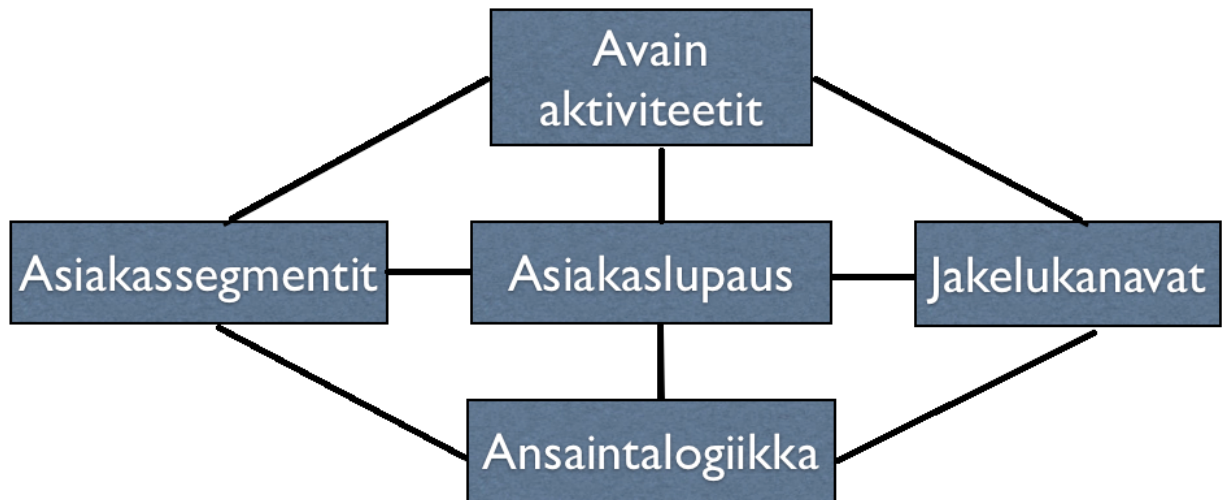 Avain
aktiviteetit
Asiakassegmentit
Asiakaslupaus
Jakelukanavat
Ansaintalogiikka